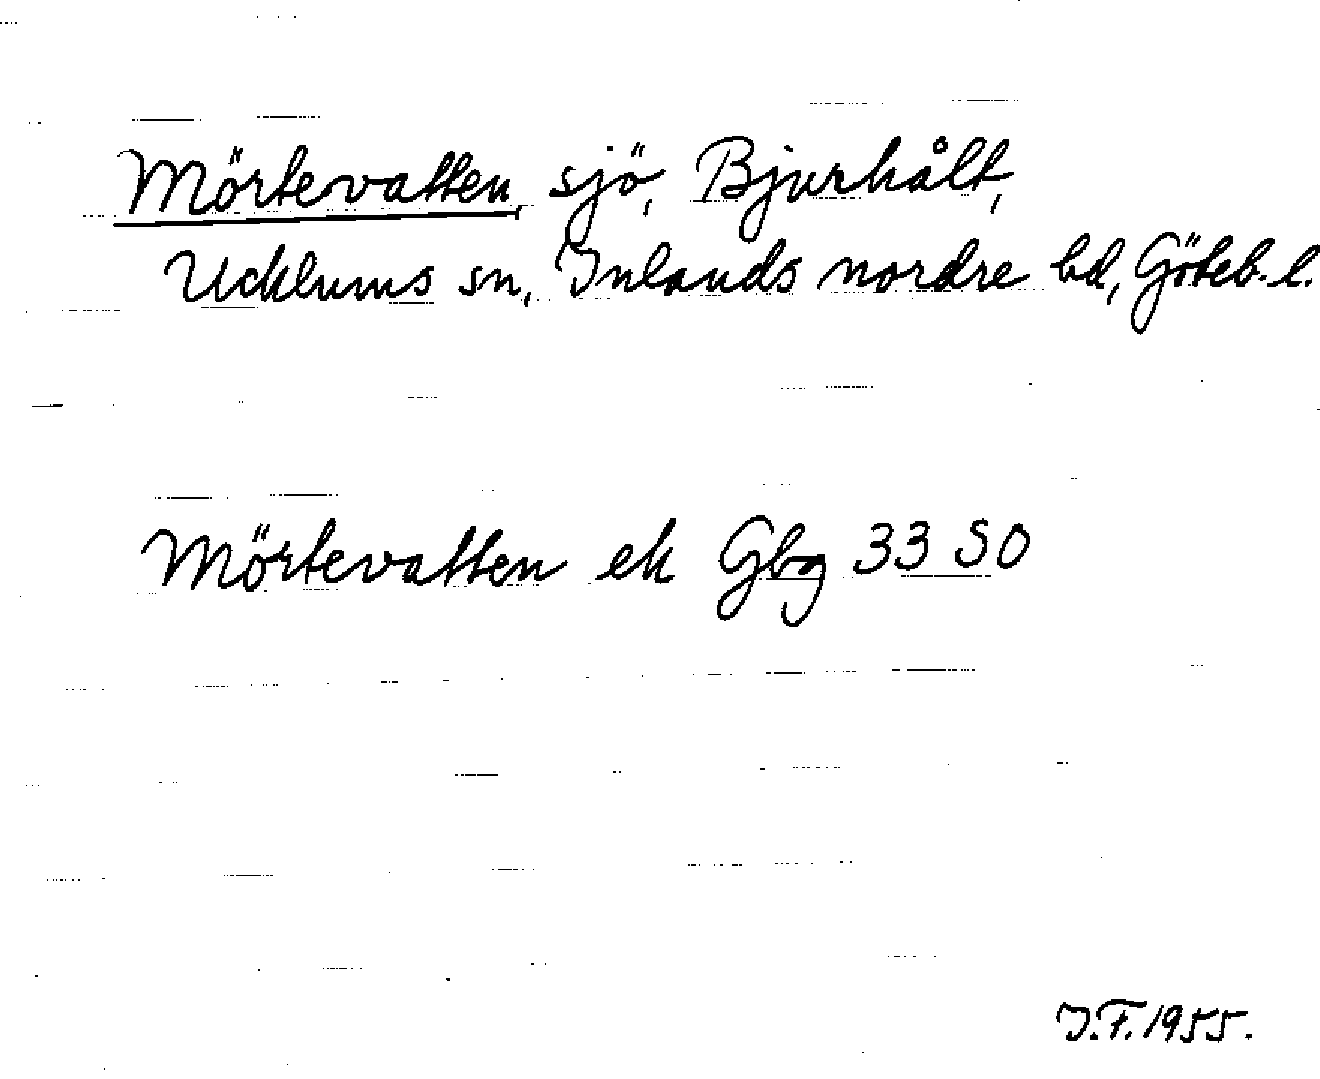 Mörtevatten, sjö, Bjurhålt,
Ucklums sn, Inlands nordre hd, Göteb. l.
Mörtevatten ek Gbg 33 SO
I.F. 1955.